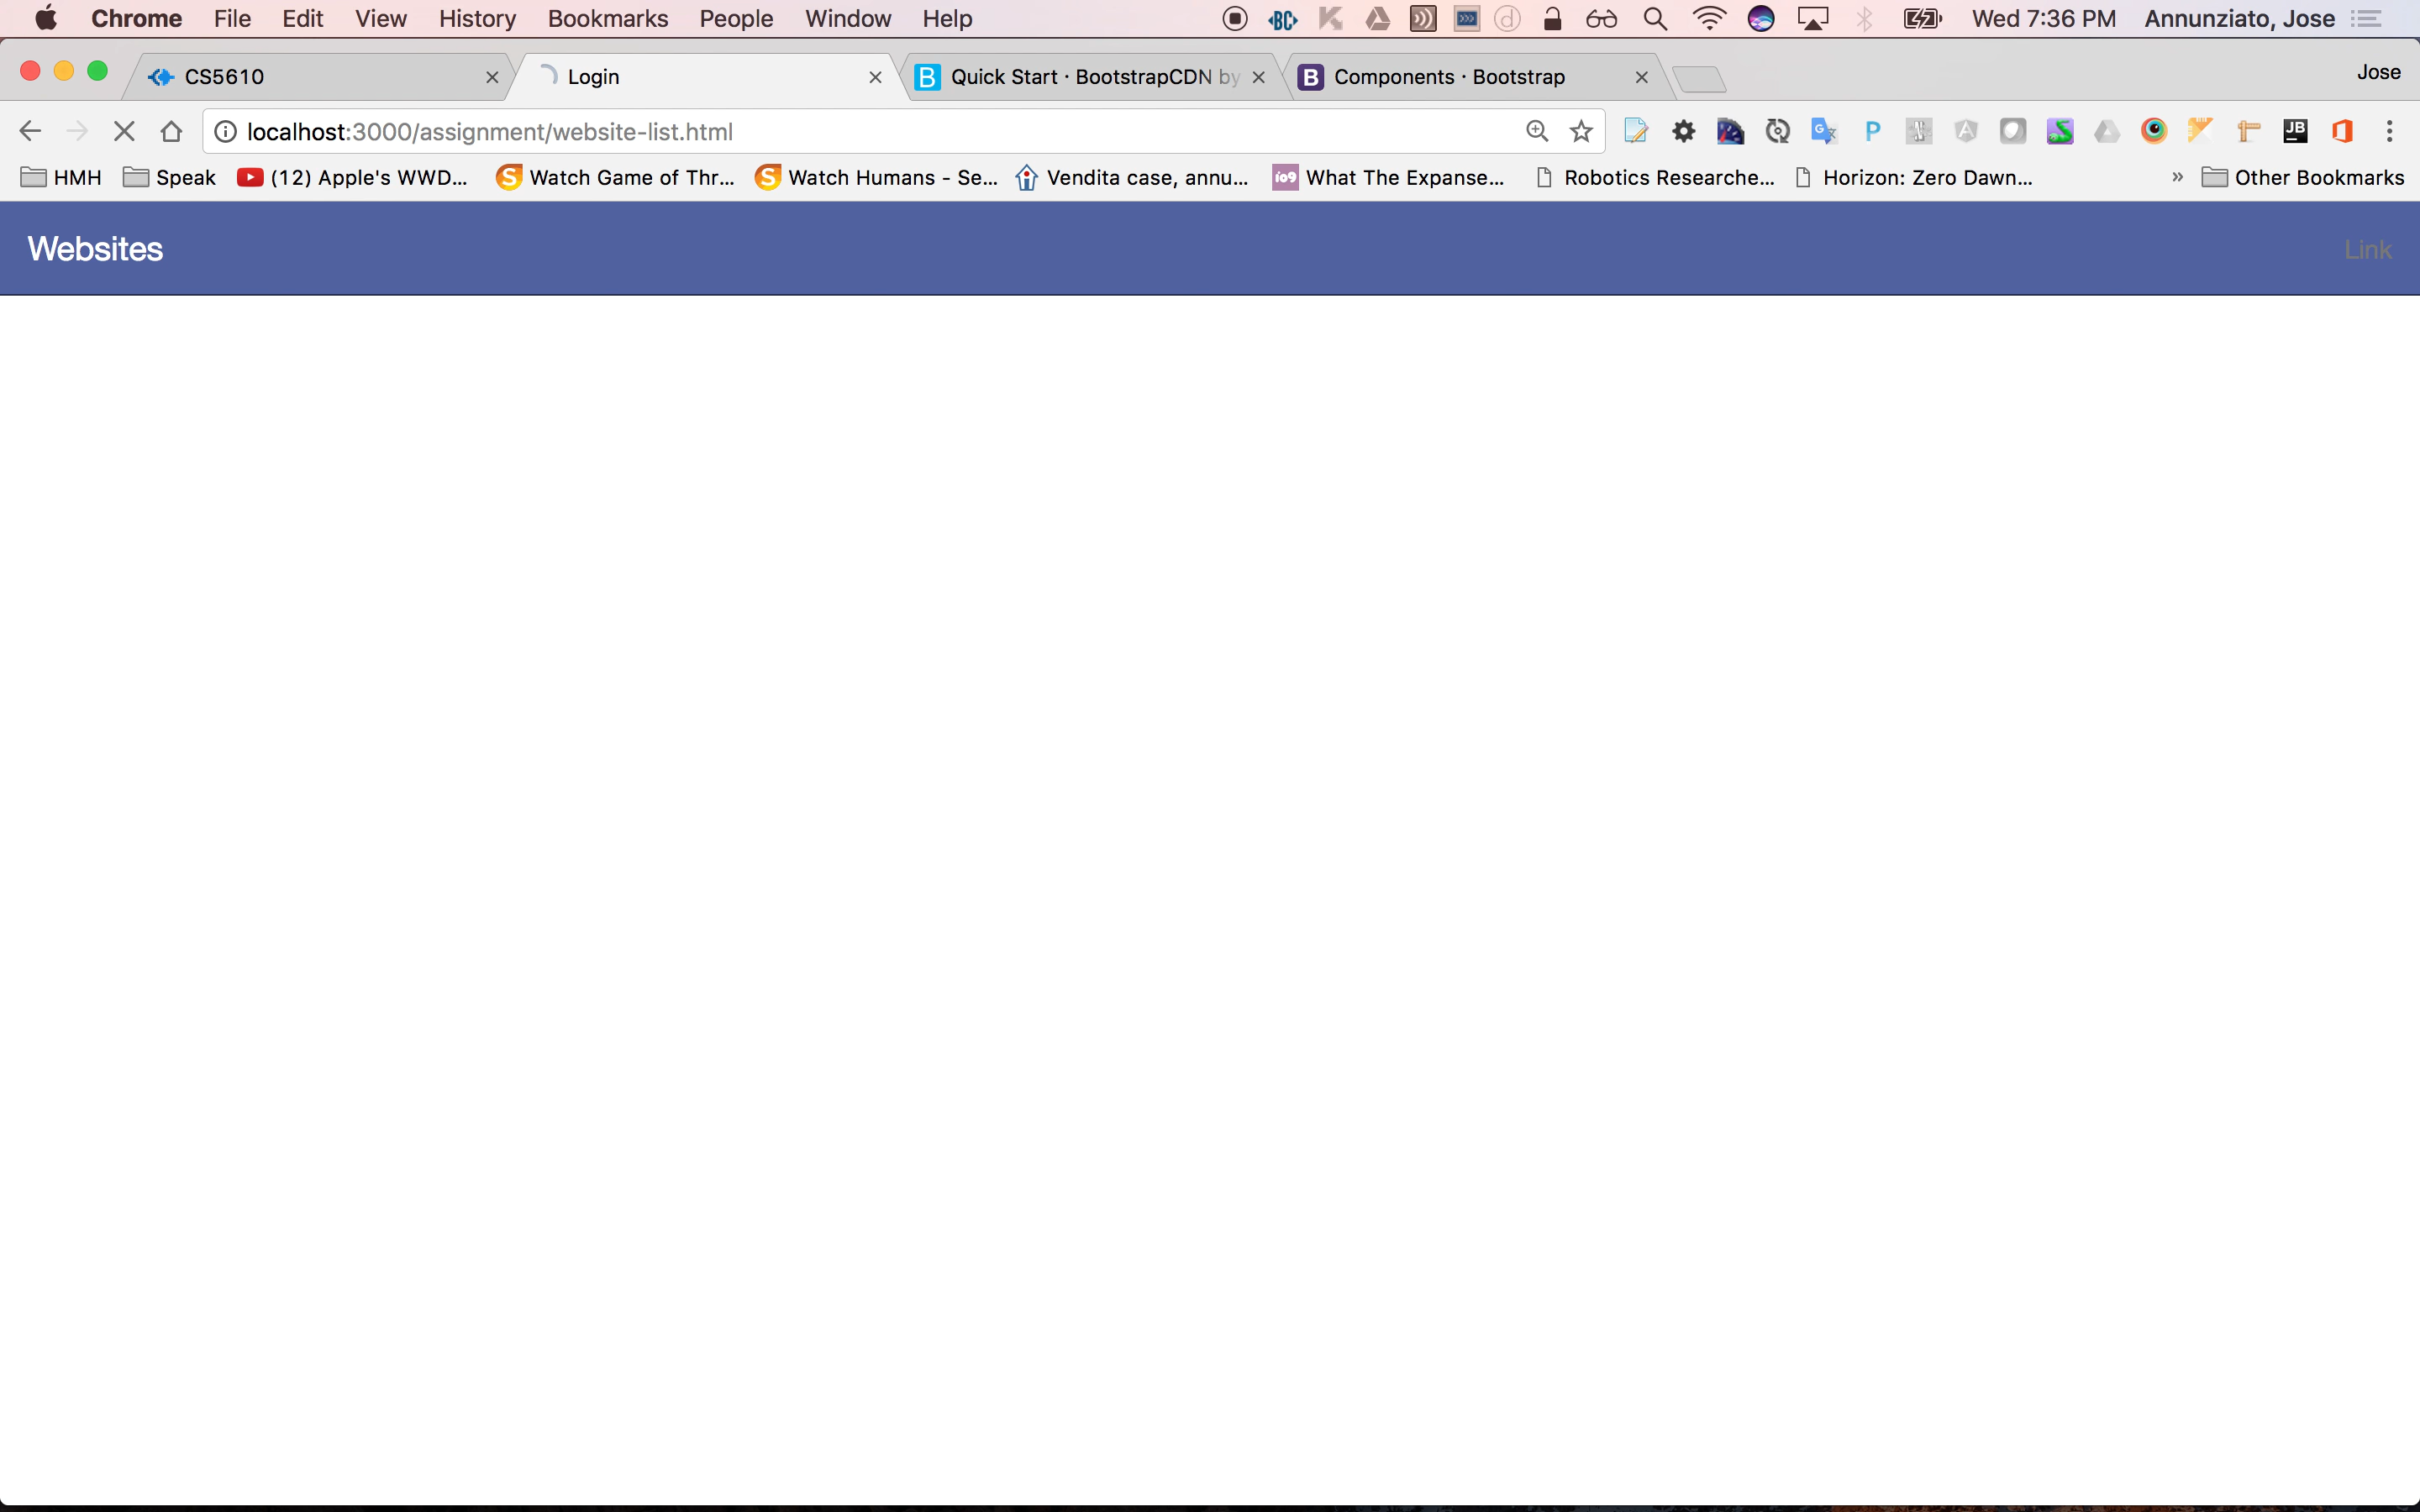 Chrome File Edit View History Bookmarks People Window Help BC Wed 7:36 PM Annunziato, Jose
CS5610 Login B Quick Start · BootstrapCDN by B Components · Bootstrap Jose
localhost:3000/assignment/website-list.html
HMH Speak (12) Apple's WWD... Watch Game of Thr... Watch Humans - Se... Vendita case, annu... io9 What The Expanse... Robotics Researche... Horizon: Zero Dawn... » Other Bookmarks
Websites Link